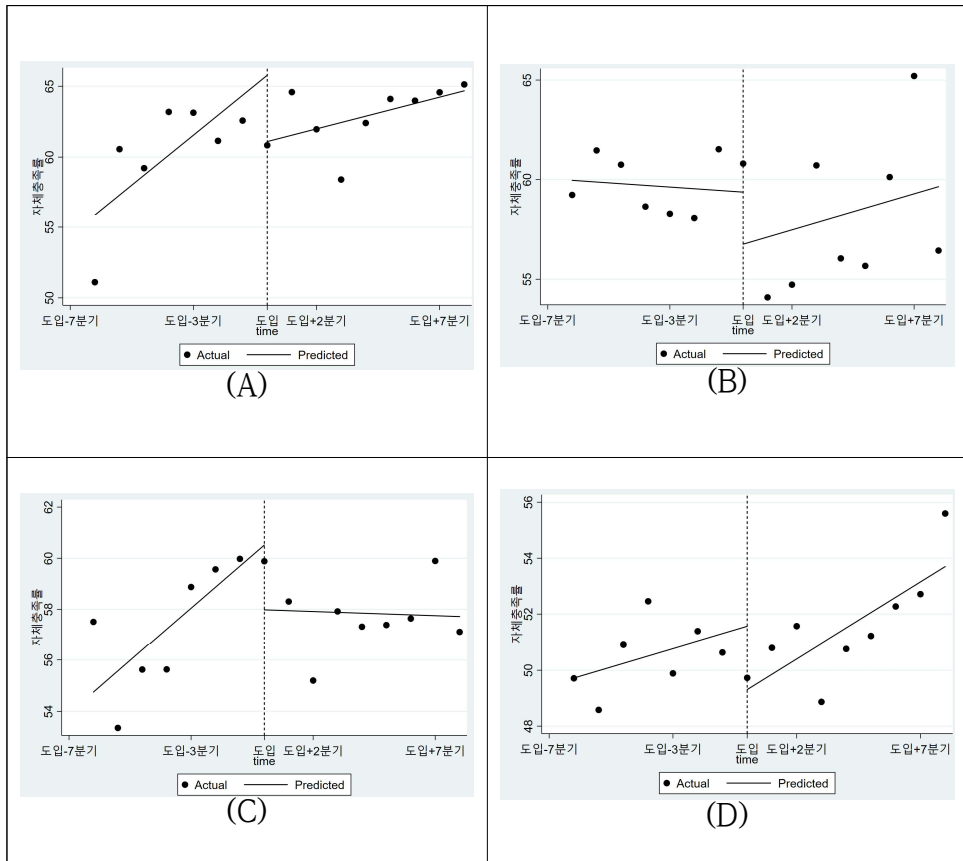 자체충족률
65
60
55
50
도입-7분기 도입-3분기 도입 도입+2분기 도입+7분기
time
Actual Predicted
(A)
자체충족률
65
60
55
도입-7분기 도입-3분기 도입 도입+2분기 도입+7분기
time
Actual Predicted
(B)
자체충족률
62
60
58
56
54
도입-7분기 도입-3분기 도입 도입+2분기 도입+7분기
time
Actual Predicted
(C)
자체충족률
56
54
52
50
48
도입-7분기 도입-3분기 도입 도입+2분기 도입+7분기
time
Actual Predicted
(D)